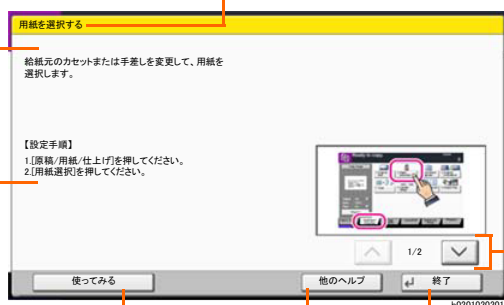 用紙を選択する
給紙元のカセットまたは手差しを変更して、用紙を
選択します。
【設定手順】
1.[原稿/用紙/仕上げ]を押してください。
2.[用紙選択]を押してください。
Ready to copy.
1/2
使ってみる
他のヘルプ
終了